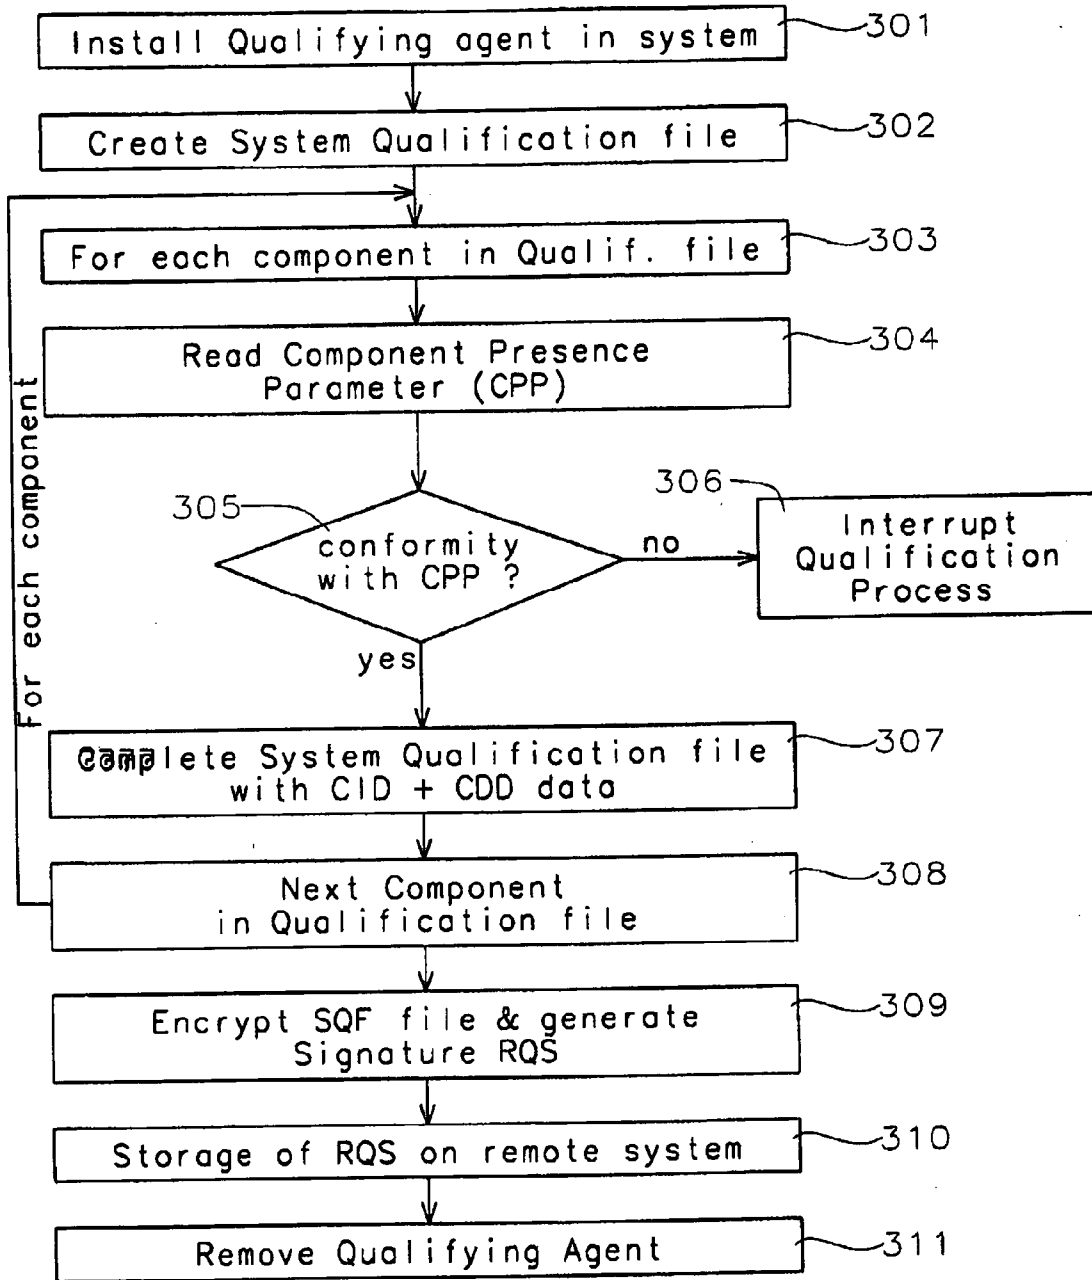 Install Qualifying agent in system
301
Create System Qualification file
302
For each component in Qualif. file
303
Read Component Presence
Parameter (CPP)
304
For each component
305
conformity
with CPP ?
no
306
Interrupt
Qualification
Process
yes
Complete System Qualification file
with CID + CDD data
307
Next Component
in Qualification file
308
Encrypt SQF file & generate
Signature RQS
309
Storage of RQS on remote system
310
Remove Qualifying Agent
311